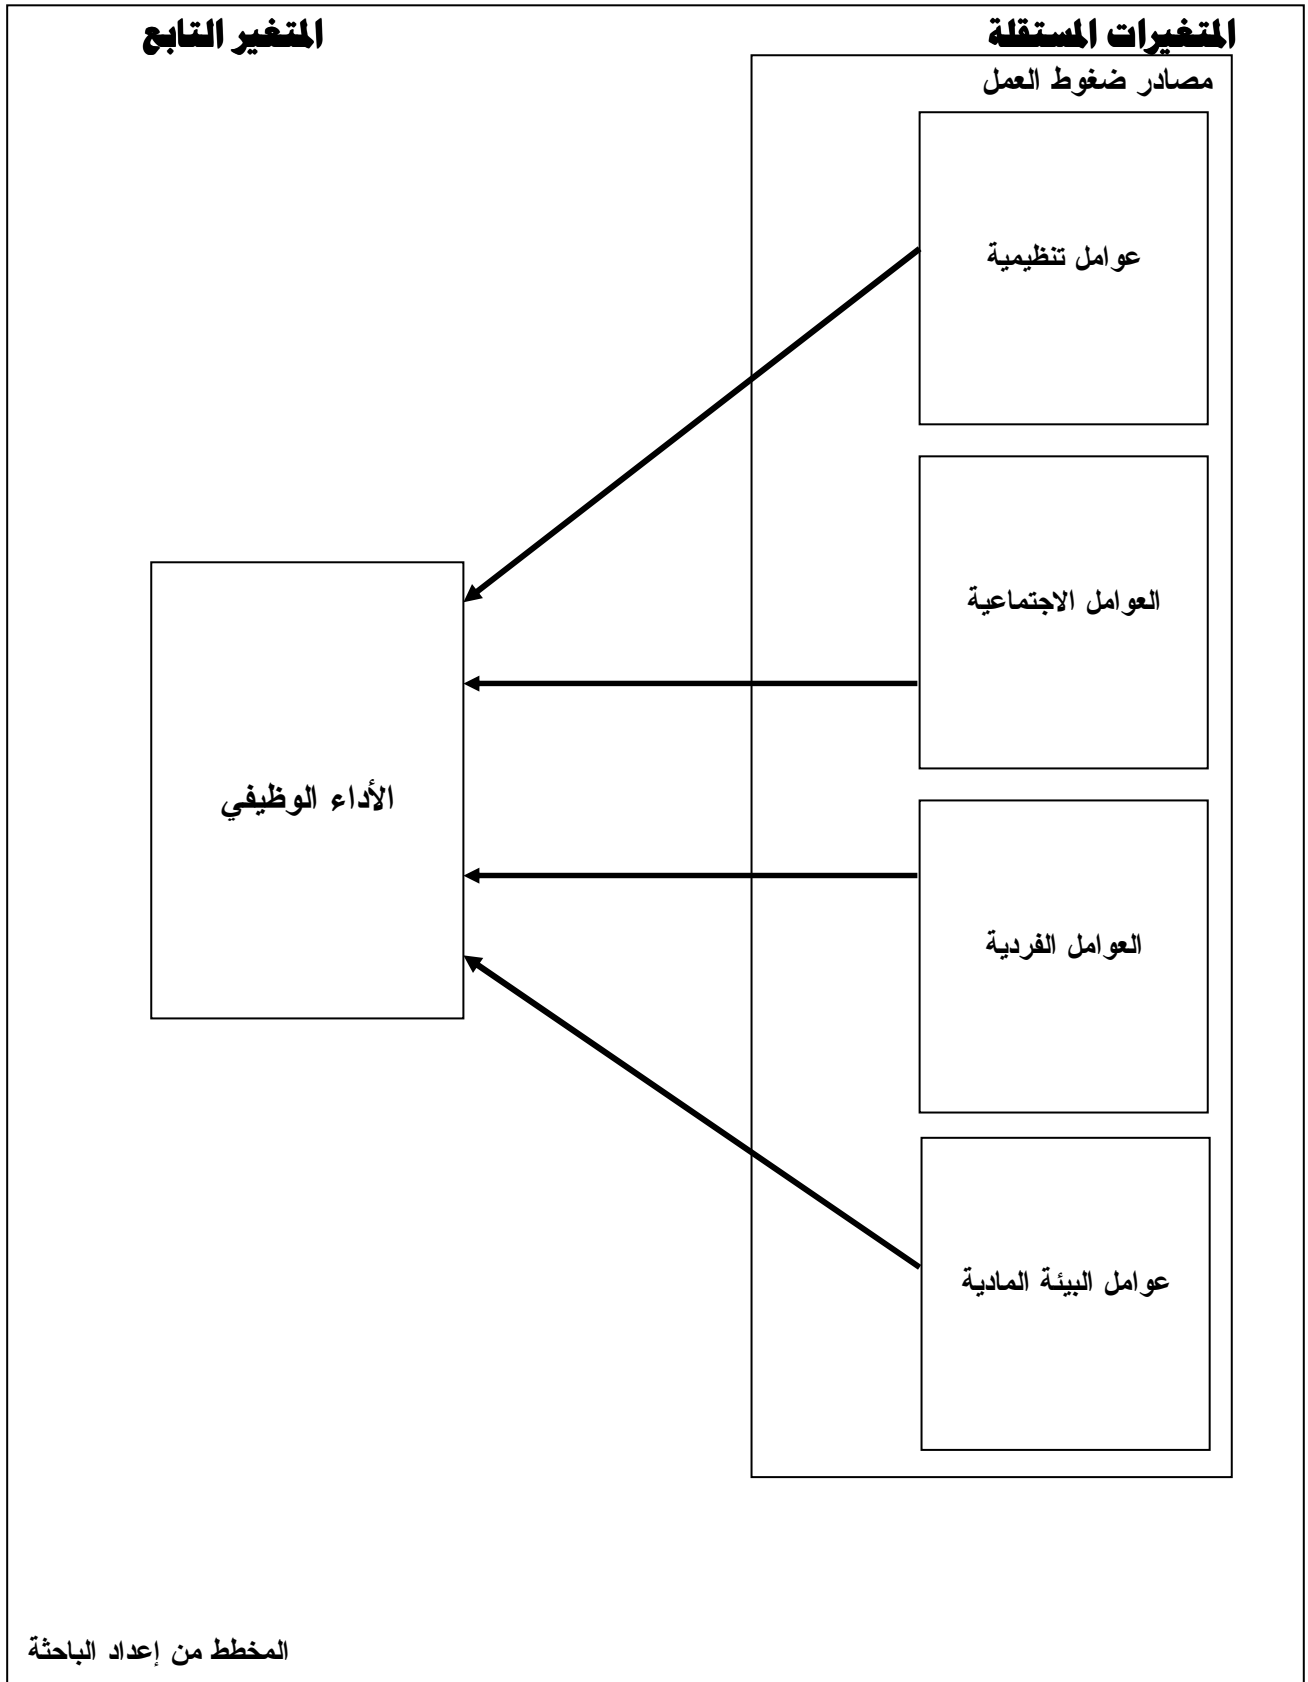 المتغيرات المستقلة
المتغير التابع
مصادر ضغوط العمل
عوامل تنظيمية
العوامل الاجتماعية
الأداء الوظيفي
العوامل الفردية
عوامل البيئة المادية
المخطط من إعداد الباحثة